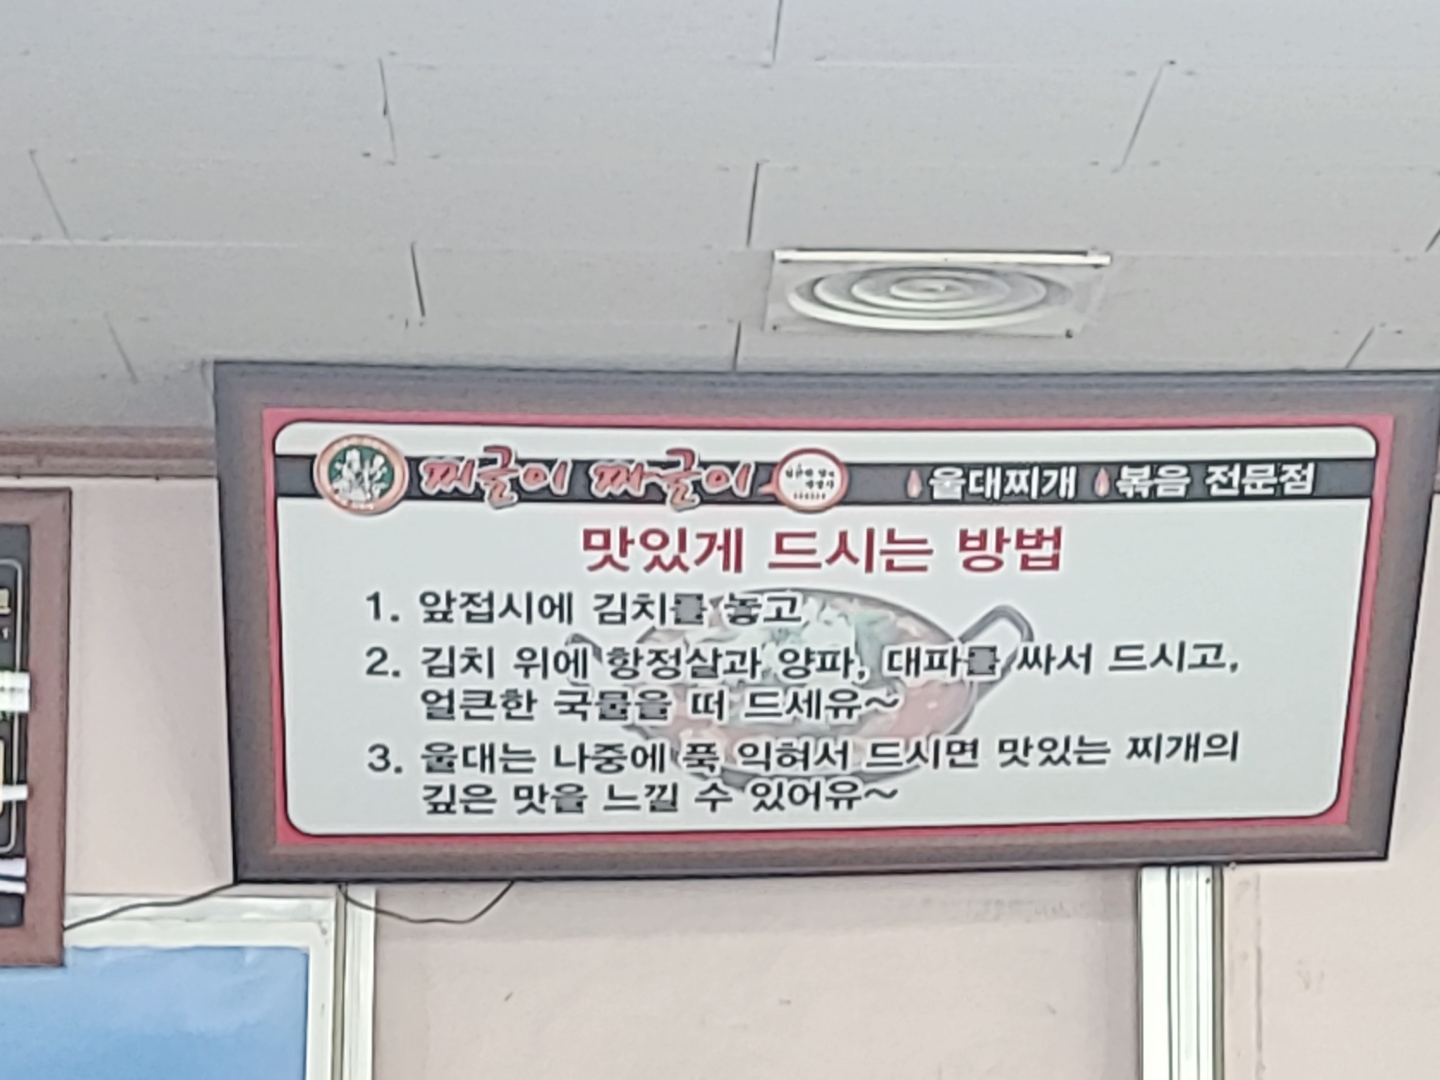 찌글이 짜글이
울대찌개 볶음 전문점
맛있게 드시는 방법
1. 앞접시에 김치를 놓고
2. 김치 위에 항정살과 양파, 대파를 싸서 드시고,
얼큰한 국물을 떠 드세유~
3. 울대는 나중에 푹 익혀서 드시면 맛있는 찌개의
깊은 맛을 느낄 수 있어유~